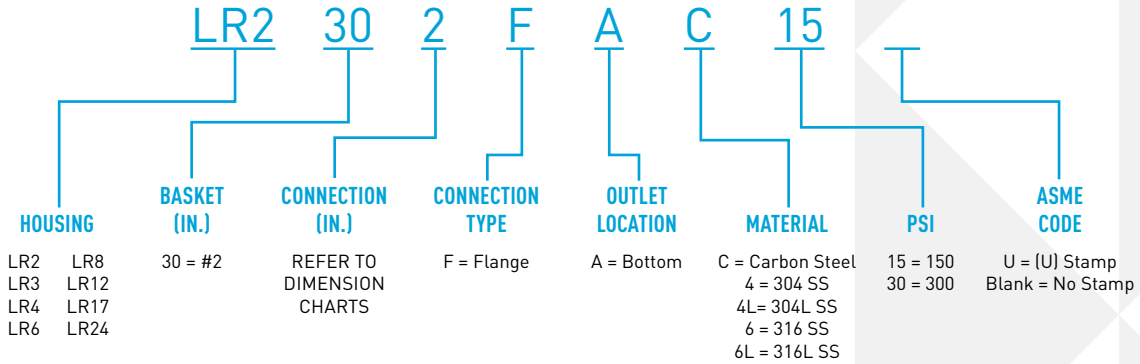 LR2 30 2 F A C 15
HOUSING
LR2 LR8
LR3 LR12
LR4 LR17
LR6 LR24
BASKET
(IN.)
30 = #2
CONNECTION
(IN.)
REFER TO
DIMENSION
CHARTS
CONNECTION
TYPE
F = Flange
OUTLET
LOCATION
A = Bottom
MATERIAL
C = Carbon Steel
4 = 304 SS
4L= 304L SS
6 = 316 SS
6L = 316L SS
PSI
15 = 150
30 = 300
ASME
CODE
U = (U) Stamp
Blank = No Stamp